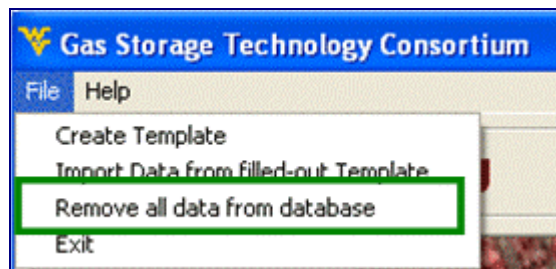 Gas Storage Technology Consortium
File Help
Create Template
Import Data from filled-out Template
Remove all data from database
Exit